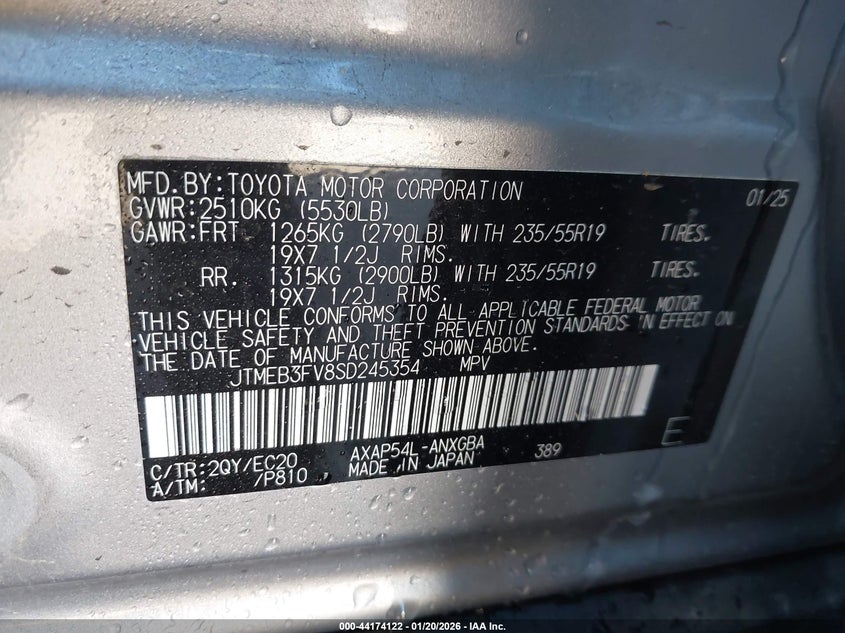 MFD.BY:TOYOTA MOTOR CORPORATION 01/25
GVWR:2510KG (5530LB)
GAWR:FRT 1265KG (2790LB) WITH 235/55R19 TIRES.
19X7 1/2J RIMS.
RR. 1315KG (2900LB) WITH 235/55R19 TIRES.
19X7 1/2J RIMS.
THIS VEHICLE CONFORMS TO ALL APPLICABLE FEDERAL MOTOR
VEHICLE SAFETY AND THEFT PREVENTION STANDARDS IN EFFECT ON
THE DATE OF MANUFACTURE SHOWN ABOVE.
JTMEB3FV8SD245354 MPV
E
C/TR:2QY/EC20 AXAP54L-ANXGBA 389
A/TM: /P810 MADE IN JAPAN
000-44174122 - 01/20/2026 - IAA Inc.